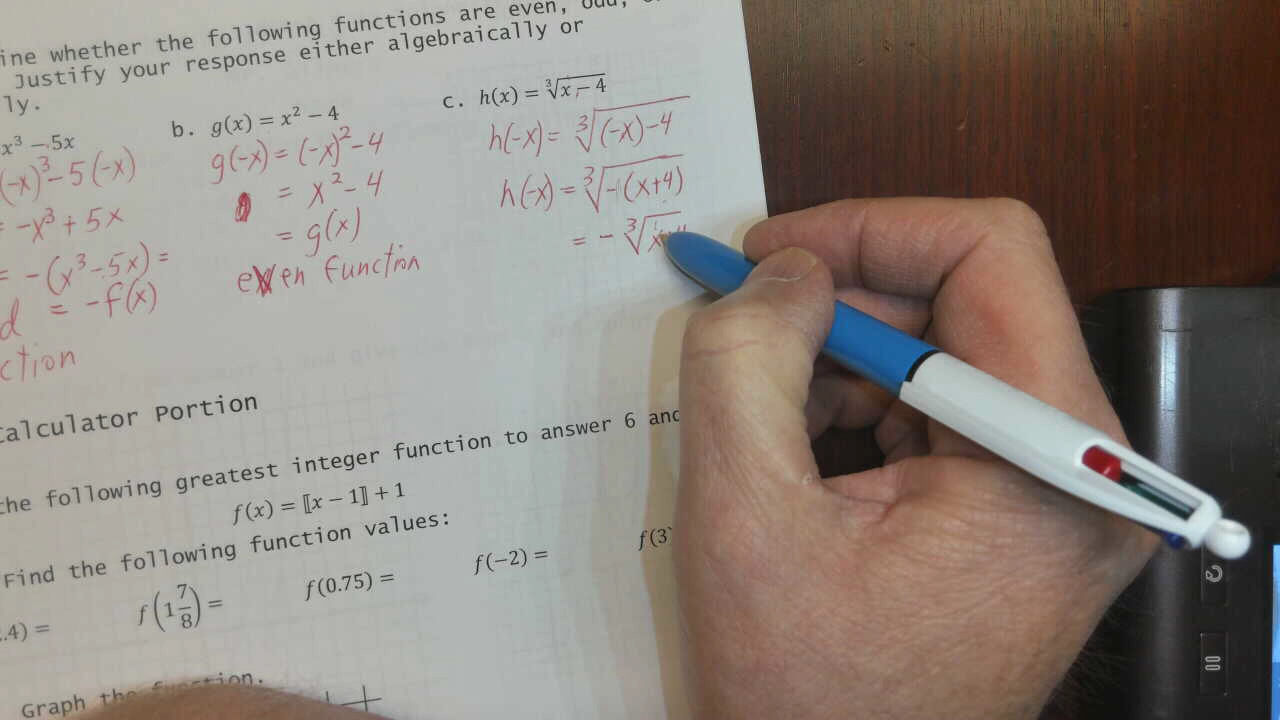 ine whether the following functions are even, odd,
Justify your response either algebraically or
ly.
x³ − 5x
(-x)³ - 5(-x)
= -x³ + 5x
= -(x³ - 5x) =
d = -f(x)
ction
b. g(x) = x² − 4
g(-x) = (-x)² - 4
= x² - 4
= g(x)
even function
c. h(x) = ∛(x − 4)
h(-x) = ∛((-x) - 4)
h(-x) = ∛(-(x+4))
= - ∛(x
Calculator Portion
the following greatest integer function to answer 6 and
f(x) = ⟦x − 1⟧ + 1
Find the following function values:
.4) = f(1 7/8) = f(0.75) = f(−2) = f(3
Graph the function.